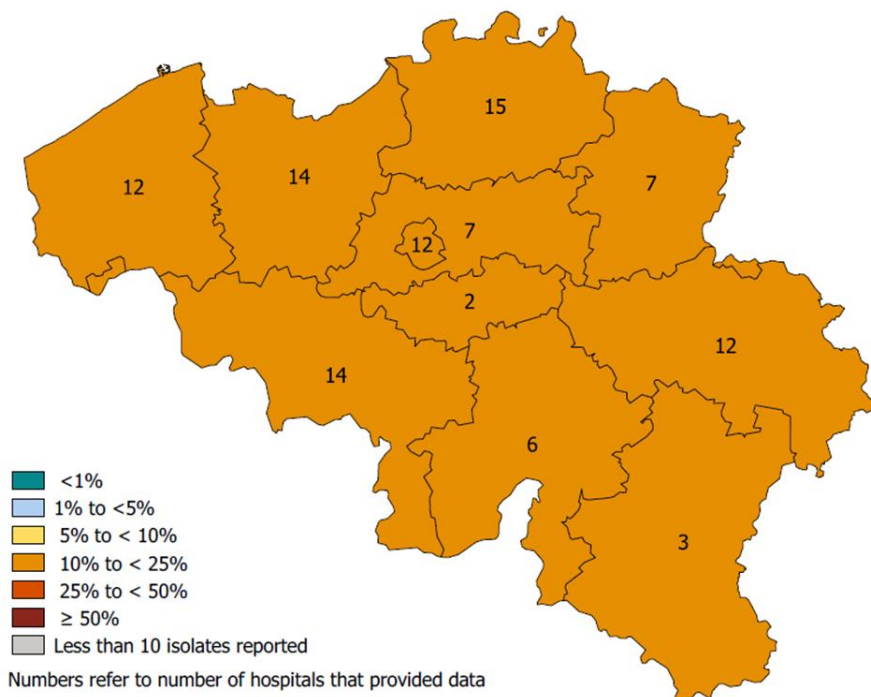 15
12
14
7
7
12
2
12
14
6
3
<1%
1% to <5%
5% to < 10%
10% to < 25%
25% to < 50%
≥ 50%
Less than 10 isolates reported
Numbers refer to number of hospitals that provided data